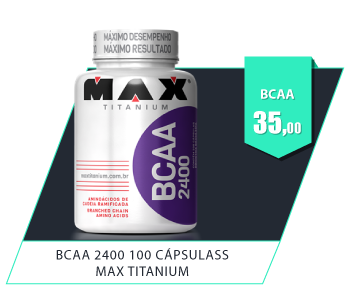 MÁXIMO DESEMPENHO
MÁXIMO RESULTADO
MAX
TITANIUM
BCAA
2400
maxtitanium.com.br
AMINOÁCIDOS DE
CADEIA RAMIFICADA
BRANCHED CHAIN
AMINO ACIDS
BCAA
35,00
BCAA 2400 100 CÁPSULASS
MAX TITANIUM